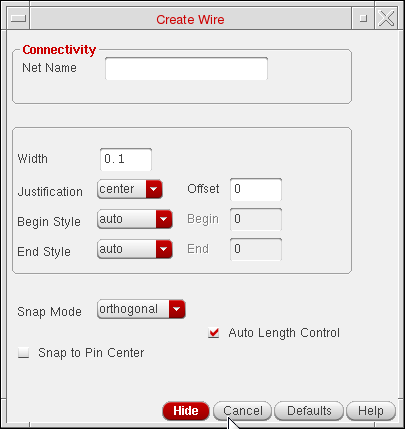 Create Wire
Connectivity
Net Name
Width 0.1
Justification center Offset 0
Begin Style auto Begin 0
End Style auto End 0
Snap Mode orthogonal
Auto Length Control
Snap to Pin Center
Hide Cancel Defaults Help